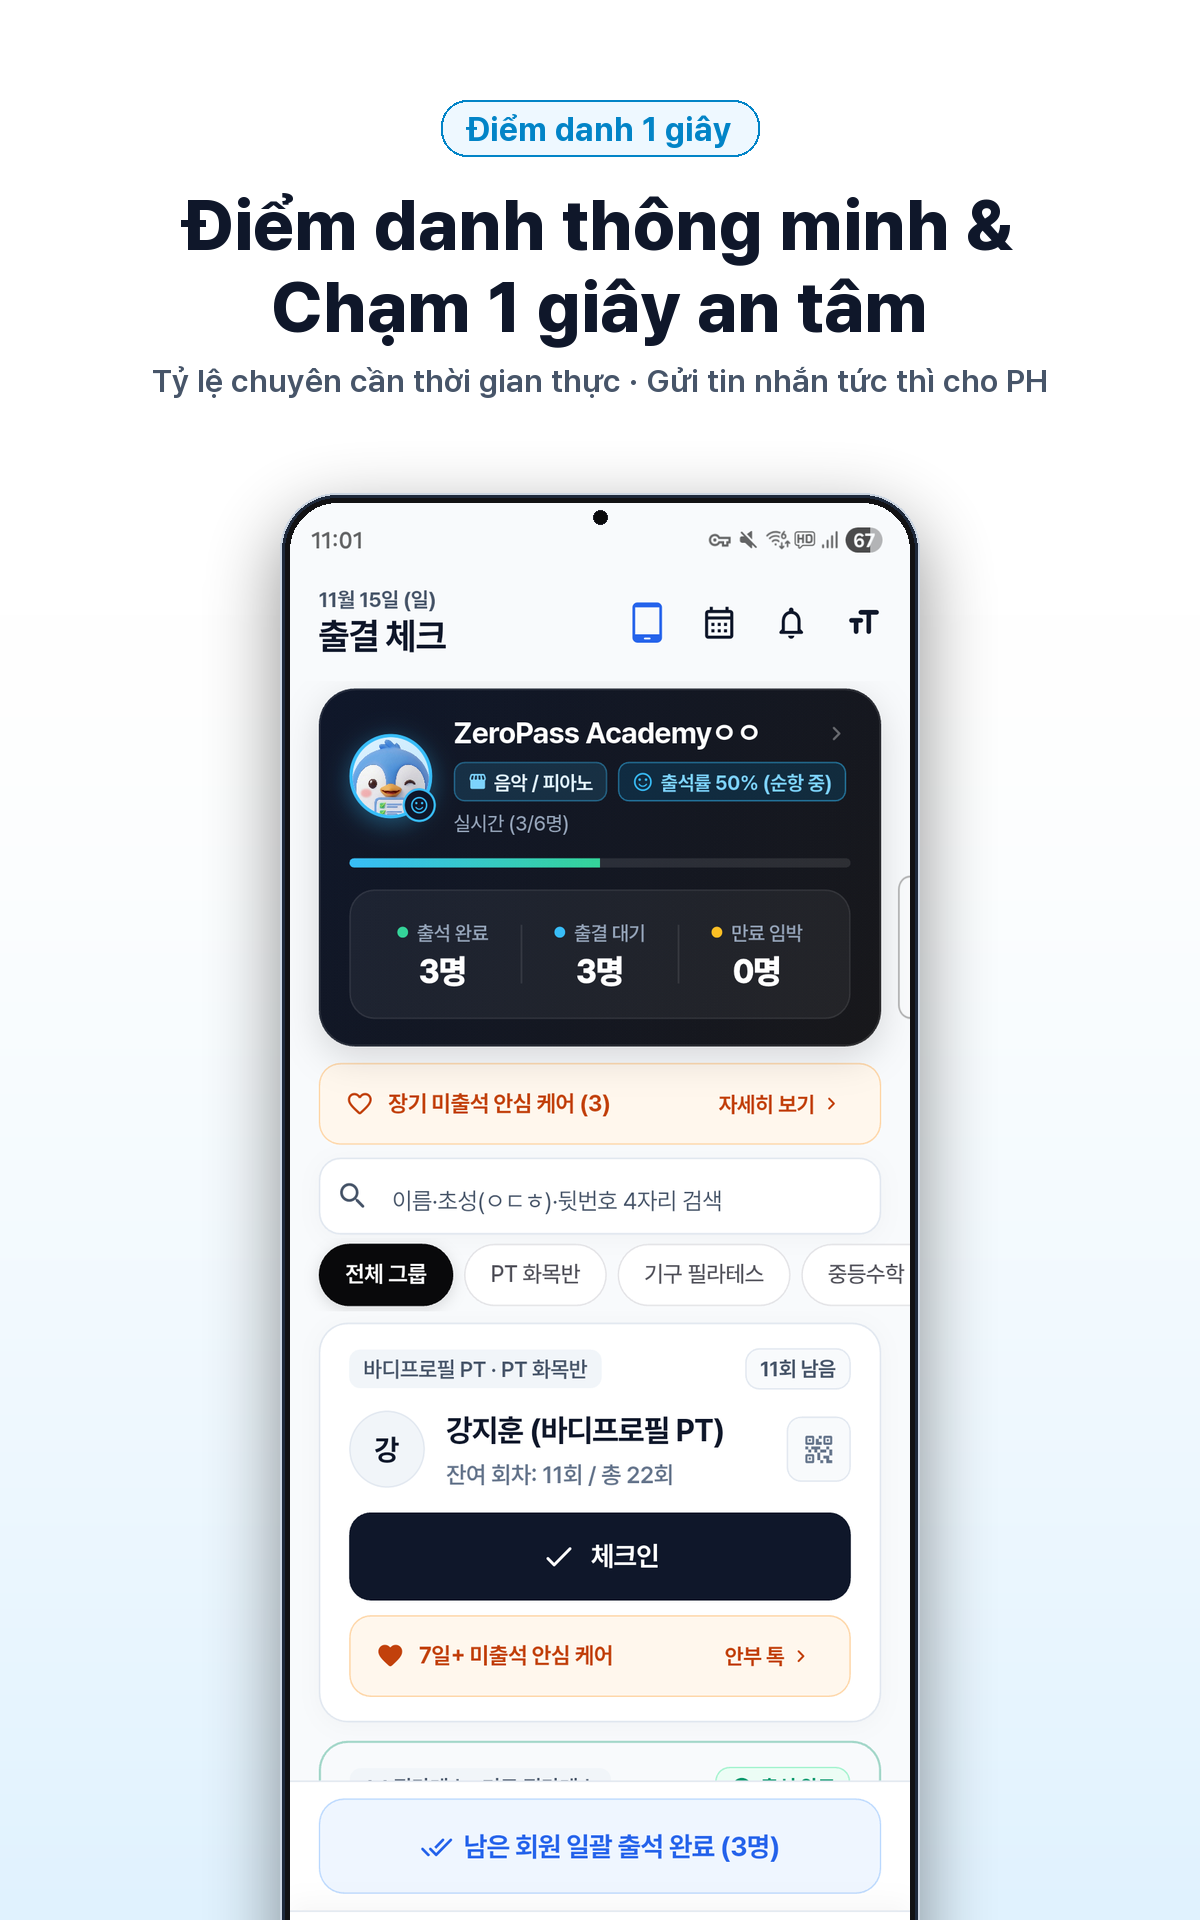 Điểm danh 1 giây
Điểm danh thông minh &
Chạm 1 giây an tâm
Tỷ lệ chuyên cần thời gian thực · Gửi tin nhắn tức thì cho PH
11:01
HD
67
11월 15일 (일)
출결 체크
ZeroPass Academyㅇㅇ
음악 / 피아노
출석률 50% (순항 중)
실시간 (3/6명)
출석 완료
출결 대기
만료 임박
3명
3명
0명
장기 미출석 안심 케어 (3)
자세히 보기
이름·초성(ㅇㄷㅎ)·뒷번호 4자리 검색
전체 그룹
PT 화목반
기구 필라테스
중등수학
바디프로필 PT · PT 화목반
11회 남음
강
강지훈 (바디프로필 PT)
잔여 회차: 11회 / 총 22회
체크인
7일+ 미출석 안심 케어
안부 톡
남은 회원 일괄 출석 완료 (3명)